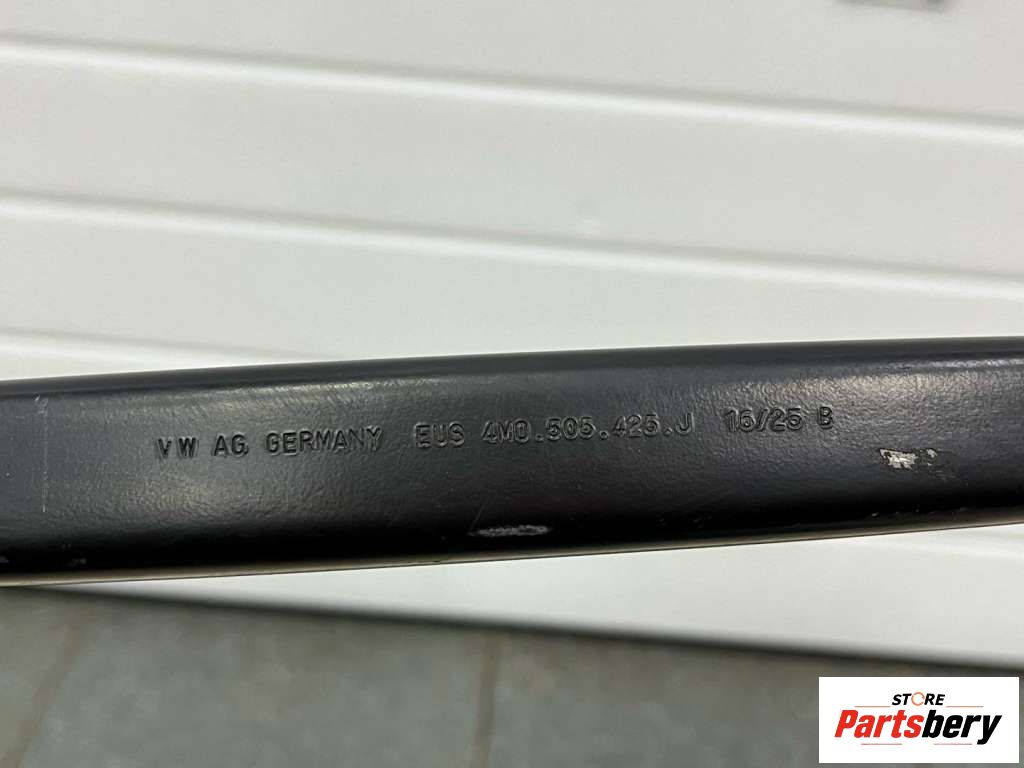 VW AG GERMANY EUS 4M0.505.425.J 16/25 B
STORE
Partsbery